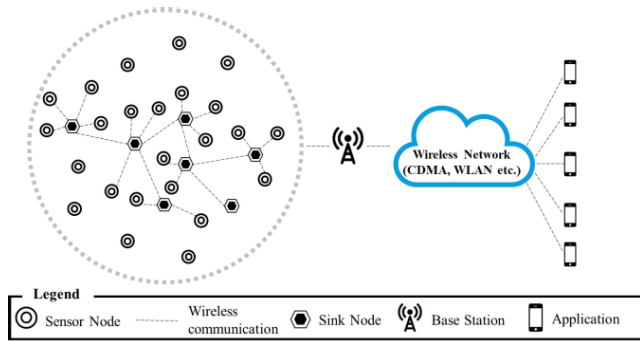 Wireless Network
(CDMA, WLAN etc.)
Legend
Sensor Node
Wireless
communication
Sink Node
Base Station
Application